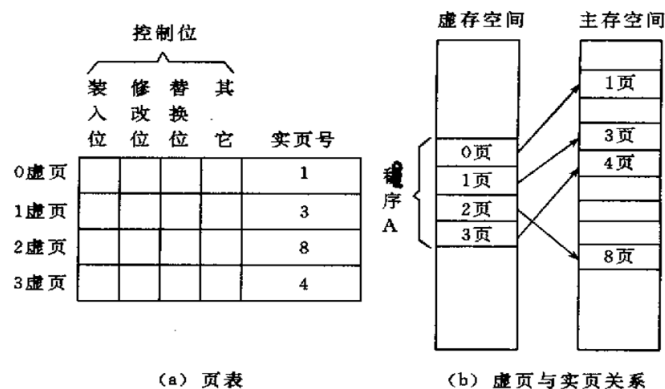 控制位
装入位
修改位
替换位
其它
实页号
0虚页
1
1虚页
3
2虚页
8
3虚页
4
(a) 页表
虚存空间
主存空间
程序A
0页
1页
2页
3页
1页
3页
4页
8页
(b) 虚页与实页关系